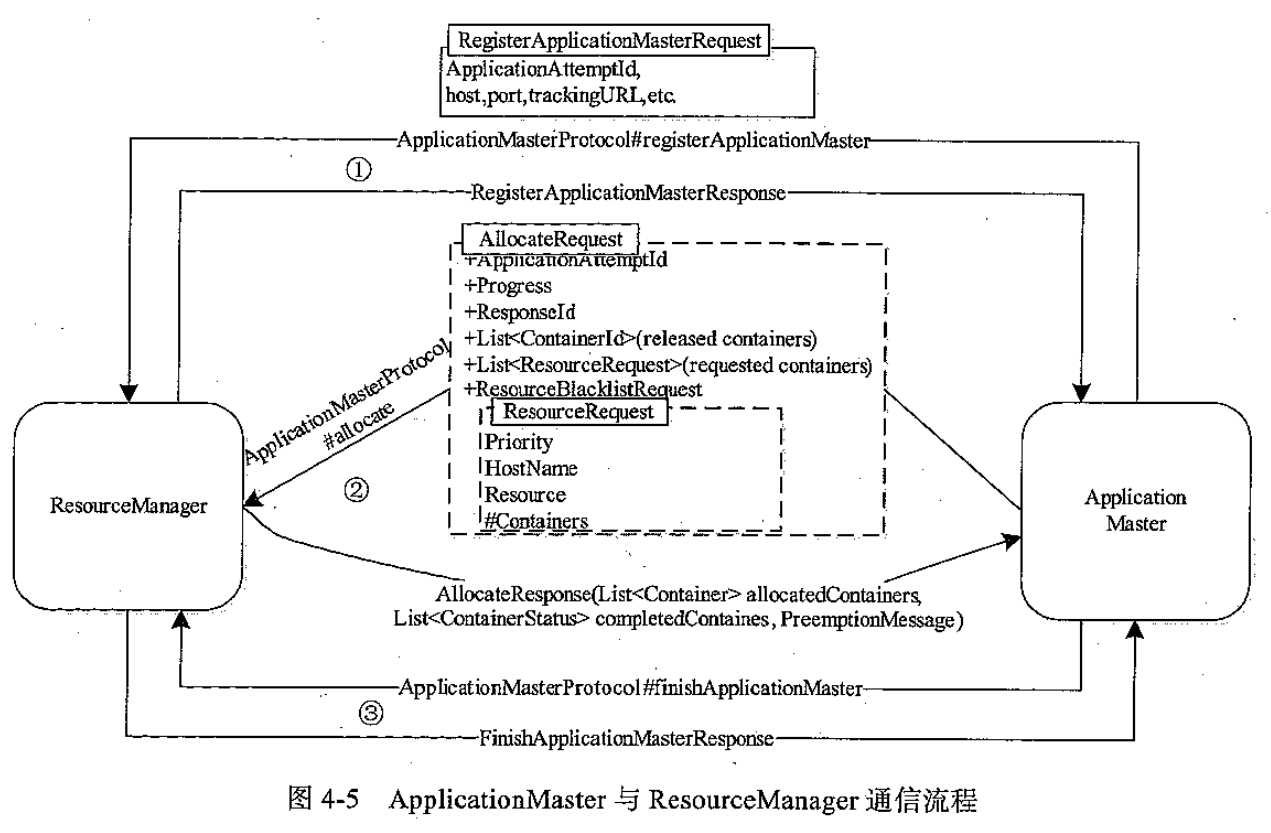 RegisterApplicationMasterRequest
ApplicationAttemptId,
host,port,trackingURL,etc.
ApplicationMasterProtocol#registerApplicationMaster
①
RegisterApplicationMasterResponse
AllocateRequest
+ApplicationAttemptId
+Progress
+ResponseId
+List<ContainerId>(released containers)
+List<ResourceRequest>(requested containers)
+ResourceBlacklistRequest
ResourceRequest
Priority
HostName
Resource
#Containers
ApplicationMasterProtocol
#allocate
②
ResourceManager
Application
Master
AllocateResponse(List<Container> allocatedContainers,
List<ContainerStatus> completedContaines, PreemptionMessage)
ApplicationMasterProtocol#finishApplicationMaster
③
FinishApplicationMasterResponse
图 4-5 ApplicationMaster 与 ResourceManager 通信流程